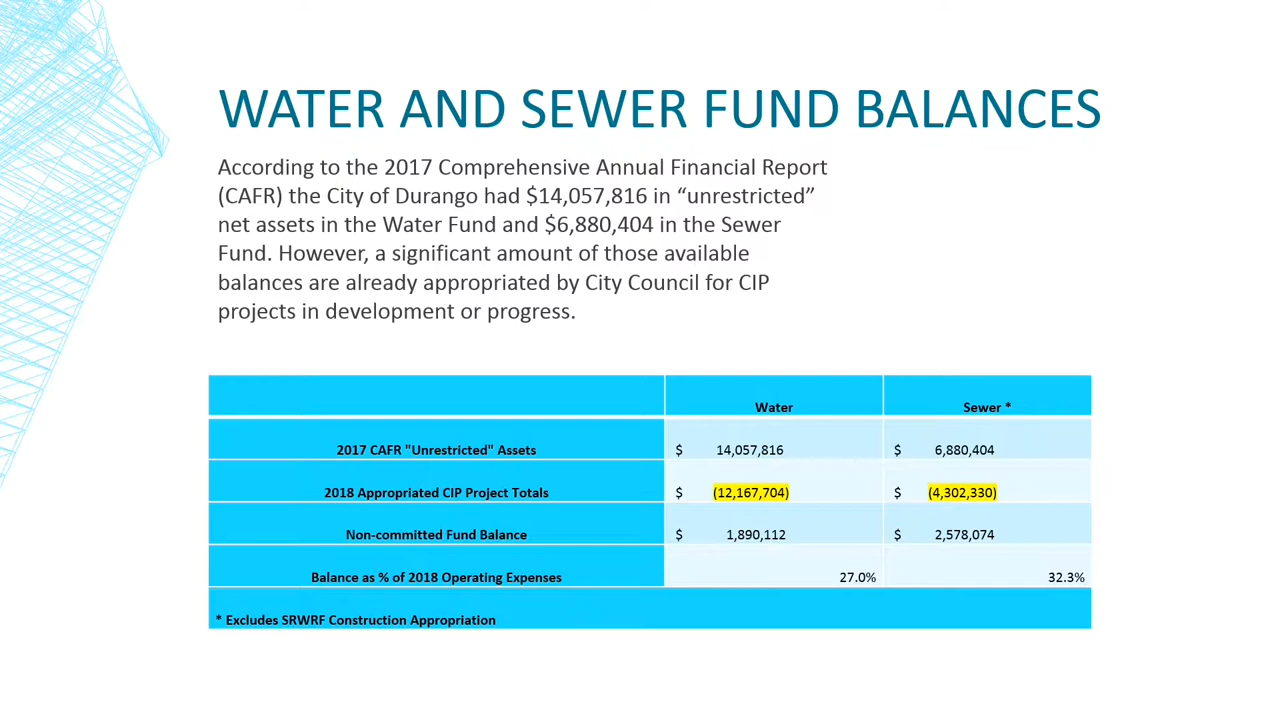 WATER AND SEWER FUND BALANCES
According to the 2017 Comprehensive Annual Financial Report
(CAFR) the City of Durango had $14,057,816 in “unrestricted”
net assets in the Water Fund and $6,880,404 in the Sewer
Fund. However, a significant amount of those available
balances are already appropriated by City Council for CIP
projects in development or progress.
Water Sewer *
2017 CAFR "Unrestricted" Assets $ 14,057,816 $ 6,880,404
2018 Appropriated CIP Project Totals $ (12,167,704) $ (4,302,330)
Non-committed Fund Balance $ 1,890,112 $ 2,578,074
Balance as % of 2018 Operating Expenses 27.0% 32.3%
* Excludes SRWRF Construction Appropriation